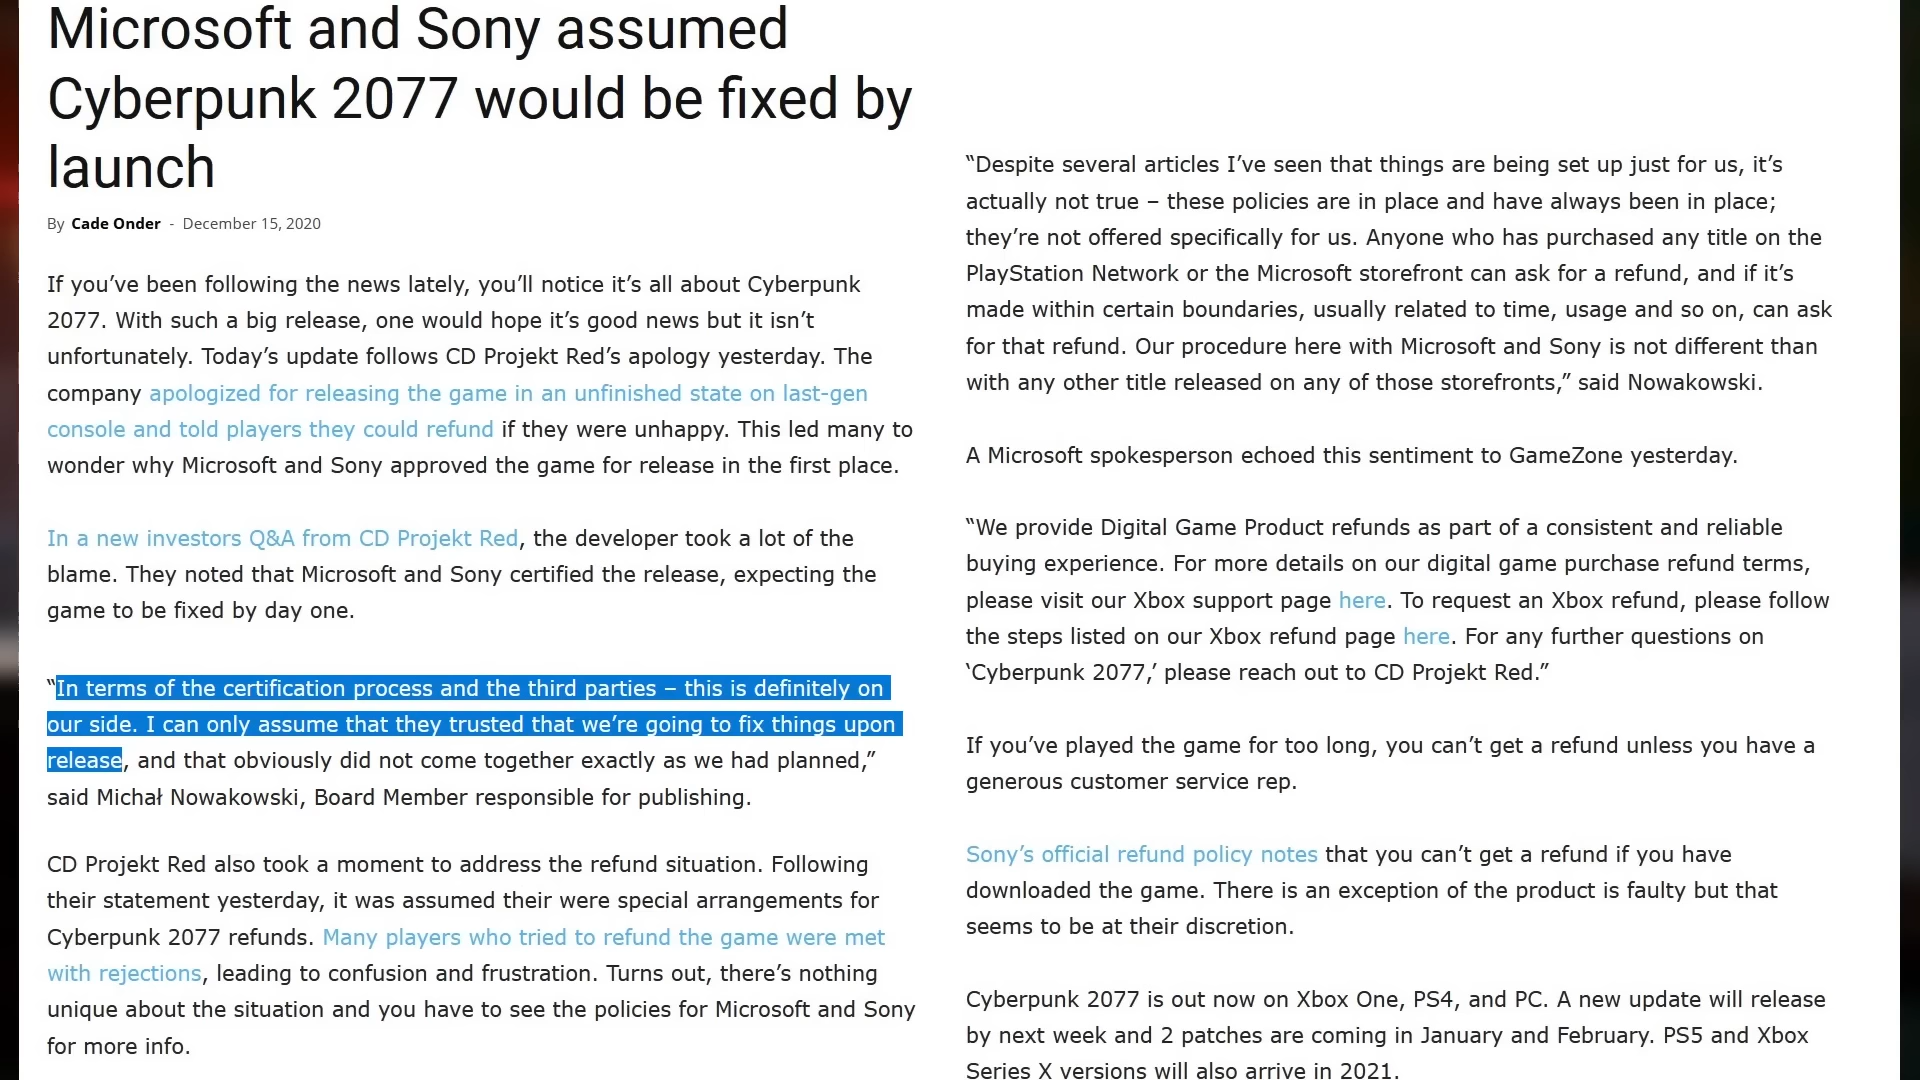 Microsoft and Sony assumed
Cyberpunk 2077 would be fixed by
launch
By Cade Onder - December 15, 2020
If you’ve been following the news lately, you’ll notice it’s all about Cyberpunk
2077. With such a big release, one would hope it’s good news but it isn’t
unfortunately. Today’s update follows CD Projekt Red’s apology yesterday. The
company apologized for releasing the game in an unfinished state on last-gen
console and told players they could refund if they were unhappy. This led many to
wonder why Microsoft and Sony approved the game for release in the first place.
In a new investors Q&A from CD Projekt Red, the developer took a lot of the
blame. They noted that Microsoft and Sony certified the release, expecting the
game to be fixed by day one.
“In terms of the certification process and the third parties – this is definitely on
our side. I can only assume that they trusted that we’re going to fix things upon
release, and that obviously did not come together exactly as we had planned,”
said Michał Nowakowski, Board Member responsible for publishing.
CD Projekt Red also took a moment to address the refund situation. Following
their statement yesterday, it was assumed their were special arrangements for
Cyberpunk 2077 refunds. Many players who tried to refund the game were met
with rejections, leading to confusion and frustration. Turns out, there’s nothing
unique about the situation and you have to see the policies for Microsoft and Sony
for more info.
“Despite several articles I’ve seen that things are being set up just for us, it’s
actually not true – these policies are in place and have always been in place;
they’re not offered specifically for us. Anyone who has purchased any title on the
PlayStation Network or the Microsoft storefront can ask for a refund, and if it’s
made within certain boundaries, usually related to time, usage and so on, can ask
for that refund. Our procedure here with Microsoft and Sony is not different than
with any other title released on any of those storefronts,” said Nowakowski.
A Microsoft spokesperson echoed this sentiment to GameZone yesterday.
“We provide Digital Game Product refunds as part of a consistent and reliable
buying experience. For more details on our digital game purchase refund terms,
please visit our Xbox support page here. To request an Xbox refund, please follow
the steps listed on our Xbox refund page here. For any further questions on
‘Cyberpunk 2077,’ please reach out to CD Projekt Red.”
If you’ve played the game for too long, you can’t get a refund unless you have a
generous customer service rep.
Sony’s official refund policy notes that you can’t get a refund if you have
downloaded the game. There is an exception of the product is faulty but that
seems to be at their discretion.
Cyberpunk 2077 is out now on Xbox One, PS4, and PC. A new update will release
by next week and 2 patches are coming in January and February. PS5 and Xbox
Series X versions will also arrive in 2021.